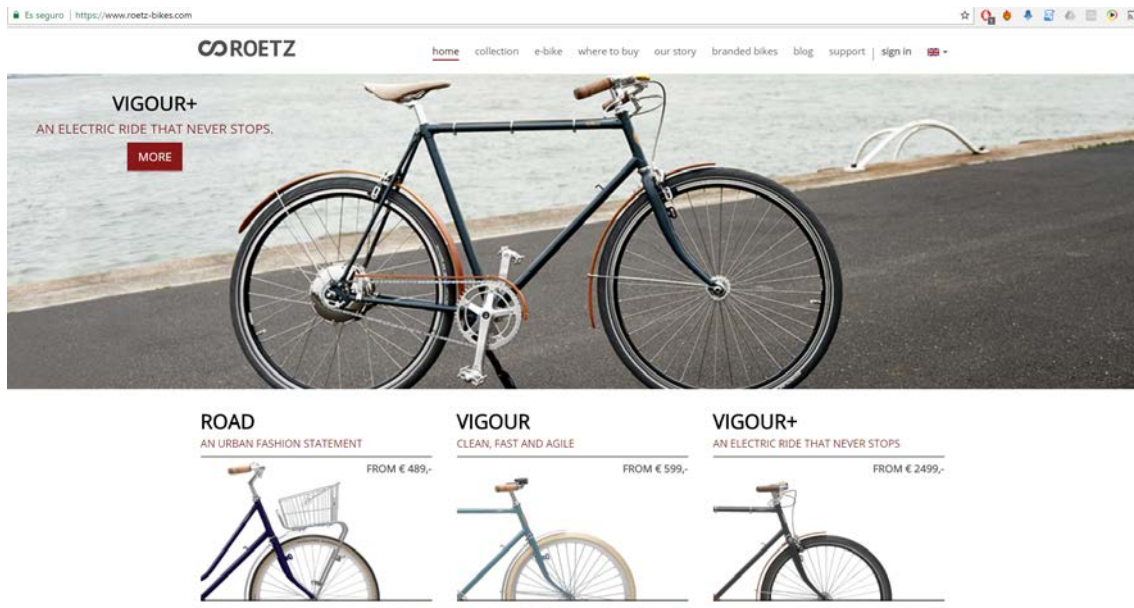 Es seguro | https://www.roetz-bikes.com
ROETZ
home collection e-bike where to buy our story branded bikes blog support | sign in
VIGOUR+
AN ELECTRIC RIDE THAT NEVER STOPS.
MORE
ROAD
AN URBAN FASHION STATEMENT
FROM € 489,-
VIGOUR
CLEAN, FAST AND AGILE
FROM € 599,-
VIGOUR+
AN ELECTRIC RIDE THAT NEVER STOPS
FROM € 2499,-